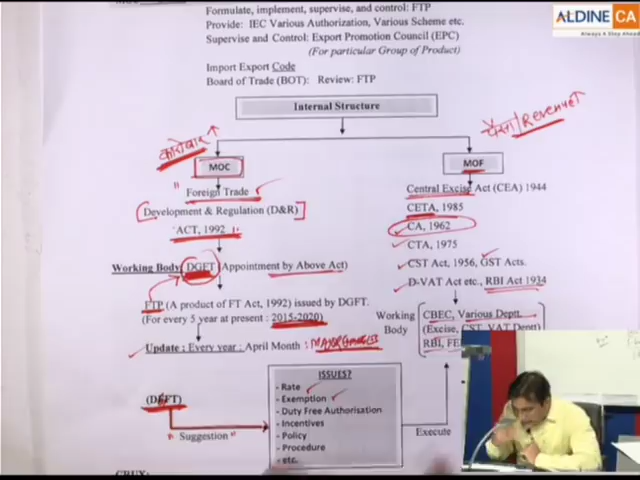 Formulate, implement, supervise, and control: FTP
Provide: IEC Various Authorization, Various Scheme etc.
Supervise and Control: Export Promotion Council (EPC)
(For particular Group of Product)
Import Export Code
Board of Trade (BOT): Review: FTP
ALDINE CA
Always A Step Ahead
Internal Structure
कारोबार
पैसा/Revenue
MOC
MOF
Foreign Trade
Development & Regulation (D&R)
ACT, 1992
Central Excise Act (CEA) 1944
CETA, 1985
CA, 1962
CTA, 1975
CST Act, 1956, GST Acts.
D-VAT Act etc., RBI Act 1934
Working Body: DGFT (Appointment by Above Act)
FTP (A product of FT Act, 1992) issued by DGFT.
(For every 5 year at present : 2015-2020)
Update : Every year: April Month :
Working Body
CBEC, Various Deptt.
(Excise, CST, VAT Deptt)
RBI,
ISSUES?
- Rate
- Exemption
- Duty Free Authorisation
- Incentives
- Policy
- Procedure
- etc.
(DGFT)
" Suggestion "
Execute
CRUX: